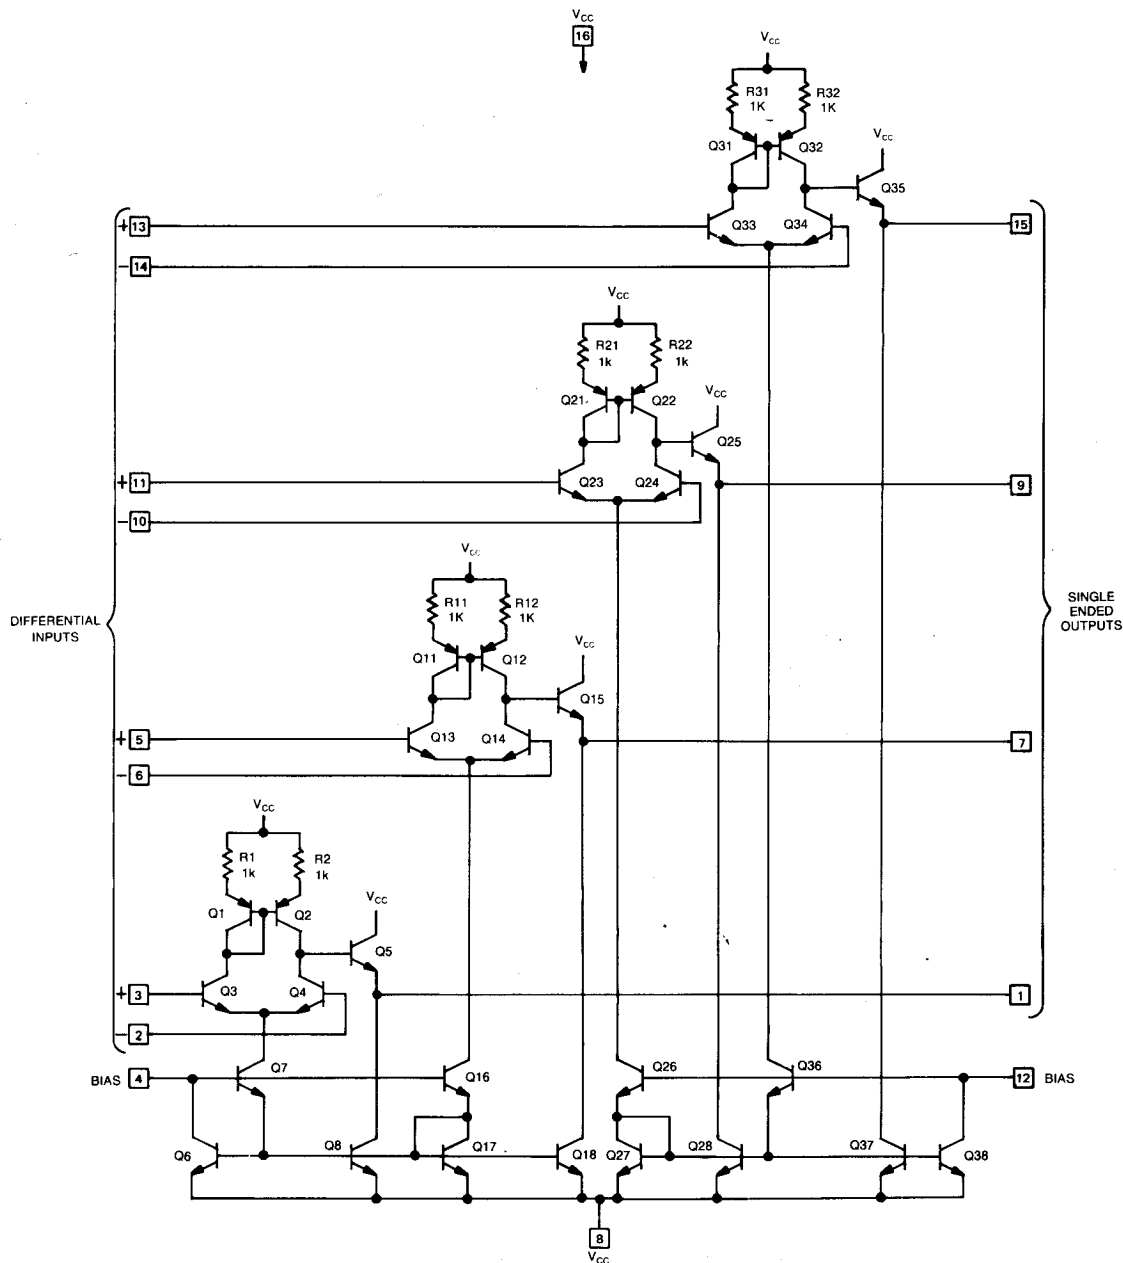 VCC
16
VCC
R31
1K
R32
1K
Q31
Q32
VCC
Q35
+ 13
Q33
Q34
15
− 14
VCC
R21
1k
R22
1k
Q21
Q22
VCC
Q25
+ 11
Q23
Q24
9
− 10
VCC
R11
1K
R12
1K
DIFFERENTIAL
INPUTS
SINGLE
ENDED
OUTPUTS
Q11
Q12
VCC
Q15
+ 5
Q13
Q14
7
− 6
VCC
R1
1k
R2
1k
Q1
Q2
VCC
Q5
+ 3
Q3
Q4
1
− 2
BIAS 4
Q7
Q16
Q26
Q36
12 BIAS
Q6
Q8
Q17
Q18
Q27
Q28
Q37
Q38
8
VCC